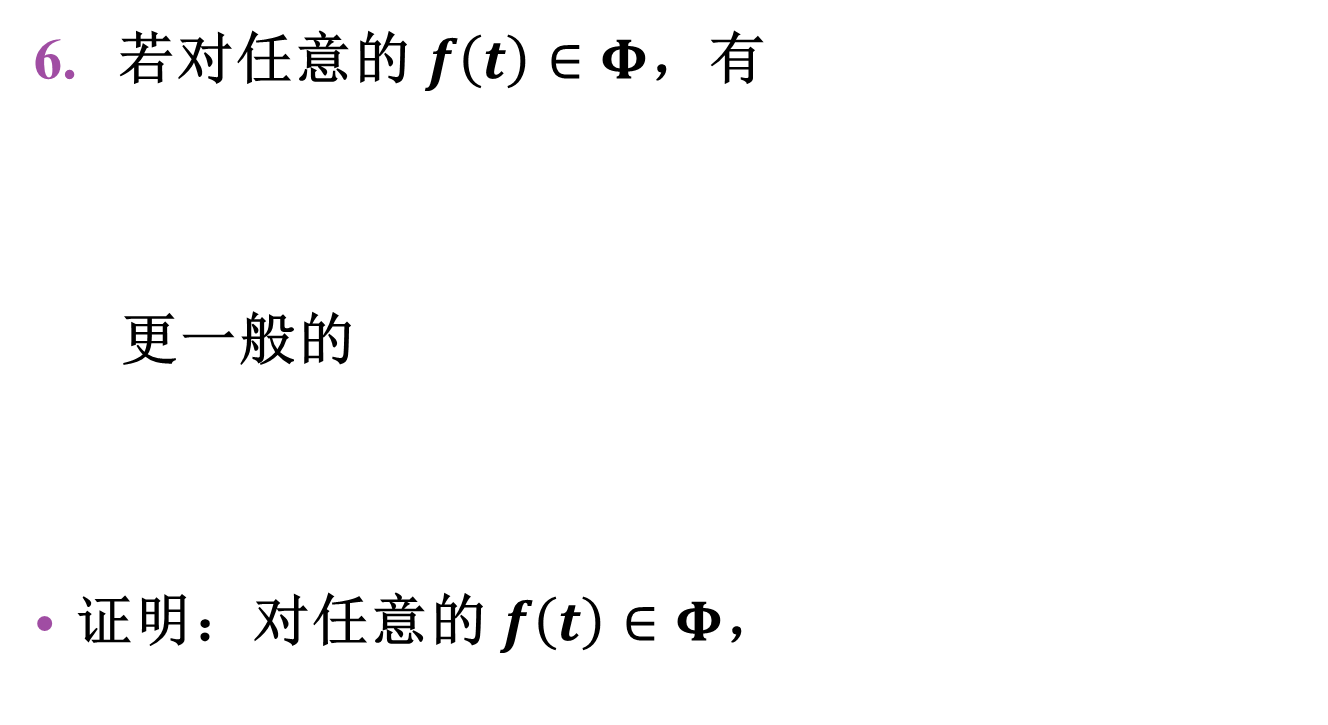 6. 若对任意的 f(t) ∈ Φ，有
更一般的
• 证明：对任意的 f(t) ∈ Φ，